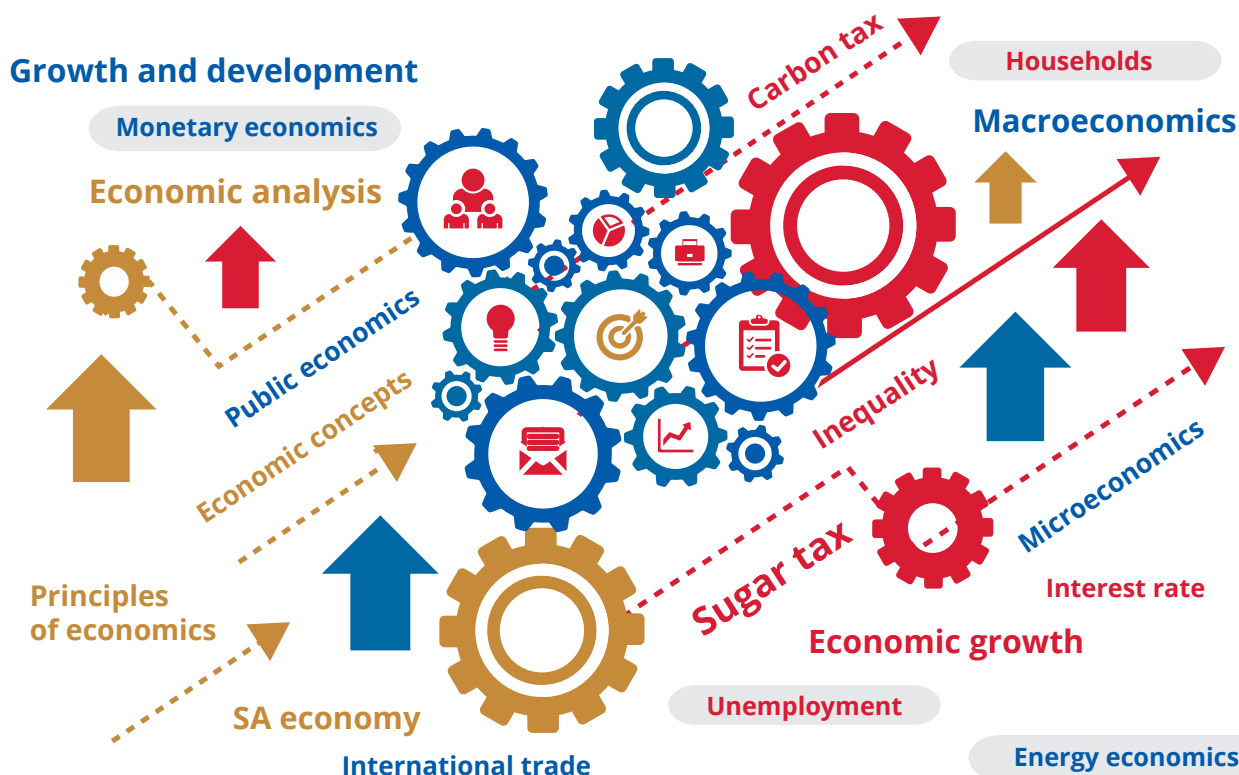 Growth and development
Monetary economics
Economic analysis
Carbon tax
Households
Macroeconomics
Public economics
Economic concepts
Inequality
Microeconomics
Sugar tax
Interest rate
Principles
of economics
Economic growth
SA economy
Unemployment
International trade
Energy economics